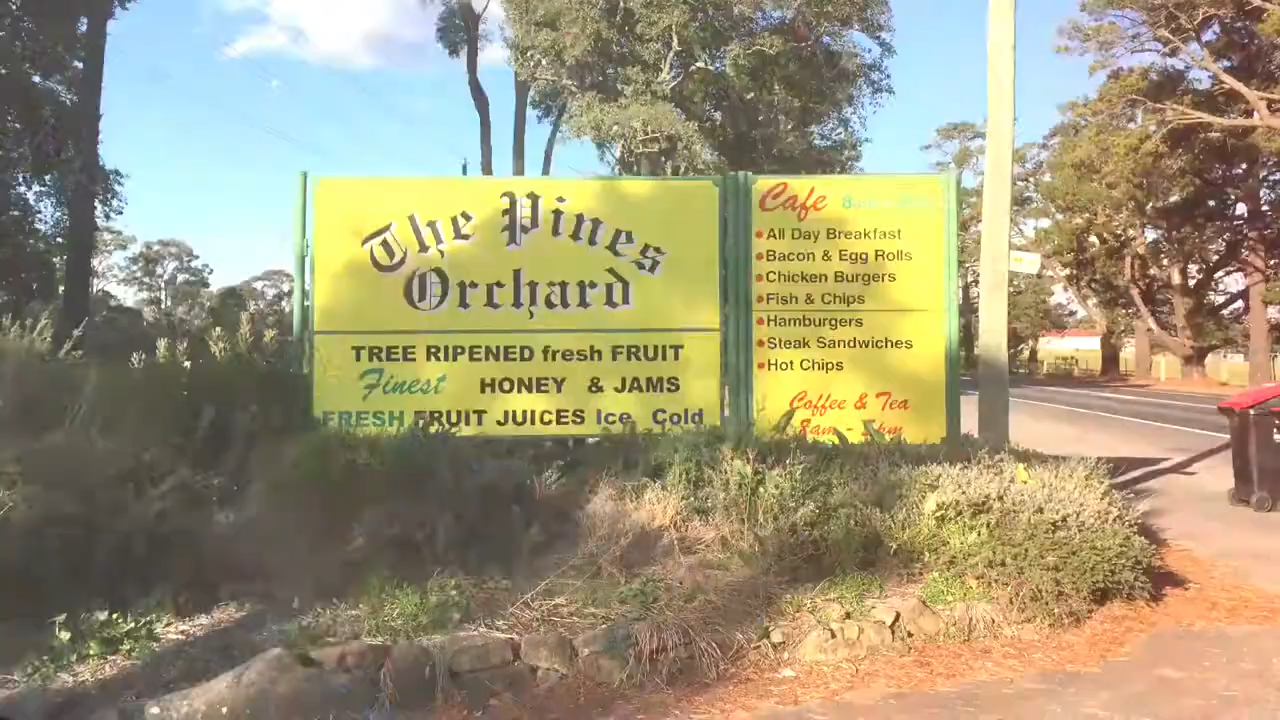 The Pines
Orchard
TREE RIPENED fresh FRUIT
Finest HONEY & JAMS
FRESH FRUIT JUICES Ice Cold
Cafe
All Day Breakfast
Bacon & Egg Rolls
Chicken Burgers
Fish & Chips
Hamburgers
Steak Sandwiches
Hot Chips
Coffee & Tea
8am -